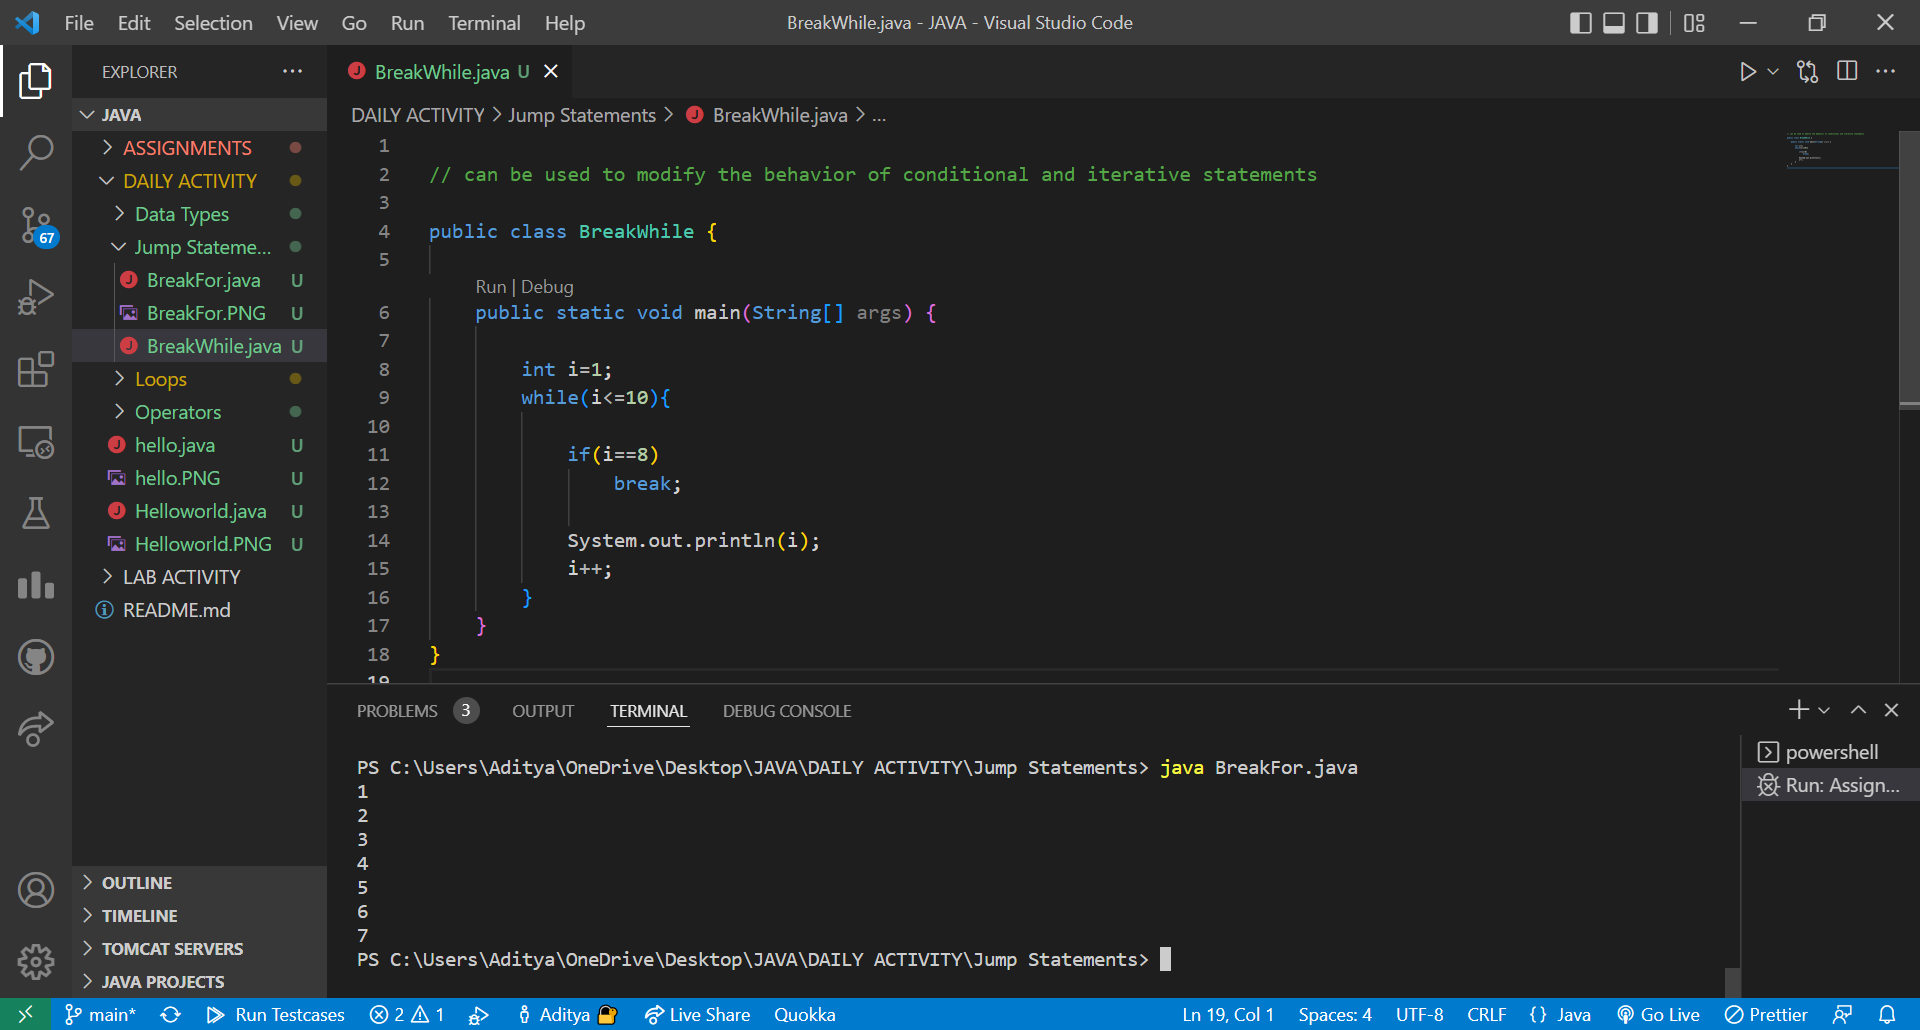 File Edit Selection View Go Run Terminal Help
BreakWhile.java - JAVA - Visual Studio Code
EXPLORER
JAVA
ASSIGNMENTS
DAILY ACTIVITY
Data Types
Jump Stateme...
BreakFor.java U
BreakFor.PNG U
BreakWhile.java U
Loops
Operators
hello.java U
hello.PNG U
Helloworld.java U
Helloworld.PNG U
LAB ACTIVITY
README.md
OUTLINE
TIMELINE
TOMCAT SERVERS
JAVA PROJECTS
67
BreakWhile.java U
DAILY ACTIVITY > Jump Statements > BreakWhile.java > ...
1
2 // can be used to modify the behavior of conditional and iterative statements
3
4 public class BreakWhile {
5
Run | Debug
6 public static void main(String[] args) {
7
8 int i=1;
9 while(i<=10){
10
11 if(i==8)
12 break;
13
14 System.out.println(i);
15 i++;
16 }
17 }
18 }
19
PROBLEMS 3 OUTPUT TERMINAL DEBUG CONSOLE
PS C:\Users\Aditya\OneDrive\Desktop\JAVA\DAILY ACTIVITY\Jump Statements> java BreakFor.java
1
2
3
4
5
6
7
PS C:\Users\Aditya\OneDrive\Desktop\JAVA\DAILY ACTIVITY\Jump Statements>
powershell
Run: Assign...
main* Run Testcases 2 1 Aditya Live Share Quokka Ln 19, Col 1 Spaces: 4 UTF-8 CRLF {} Java Go Live Prettier